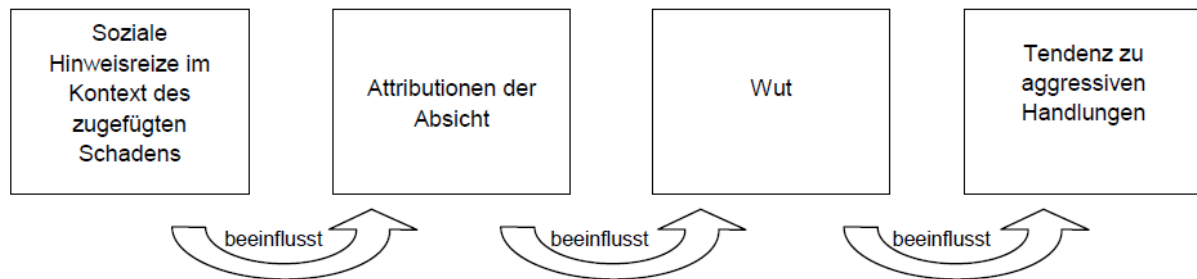 Soziale
Hinweisreize im
Kontext des
zugefügten
Schadens
Attributionen der
Absicht
Wut
Tendenz zu
aggressiven
Handlungen
beeinflusst
beeinflusst
beeinflusst